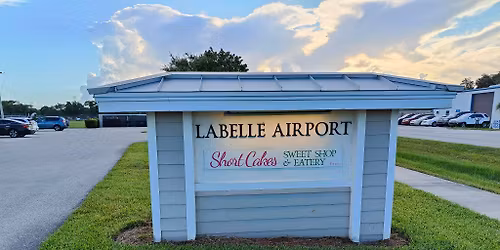 LABELLE AIRPORT
Short Cakes SWEET SHOP
& EATERY